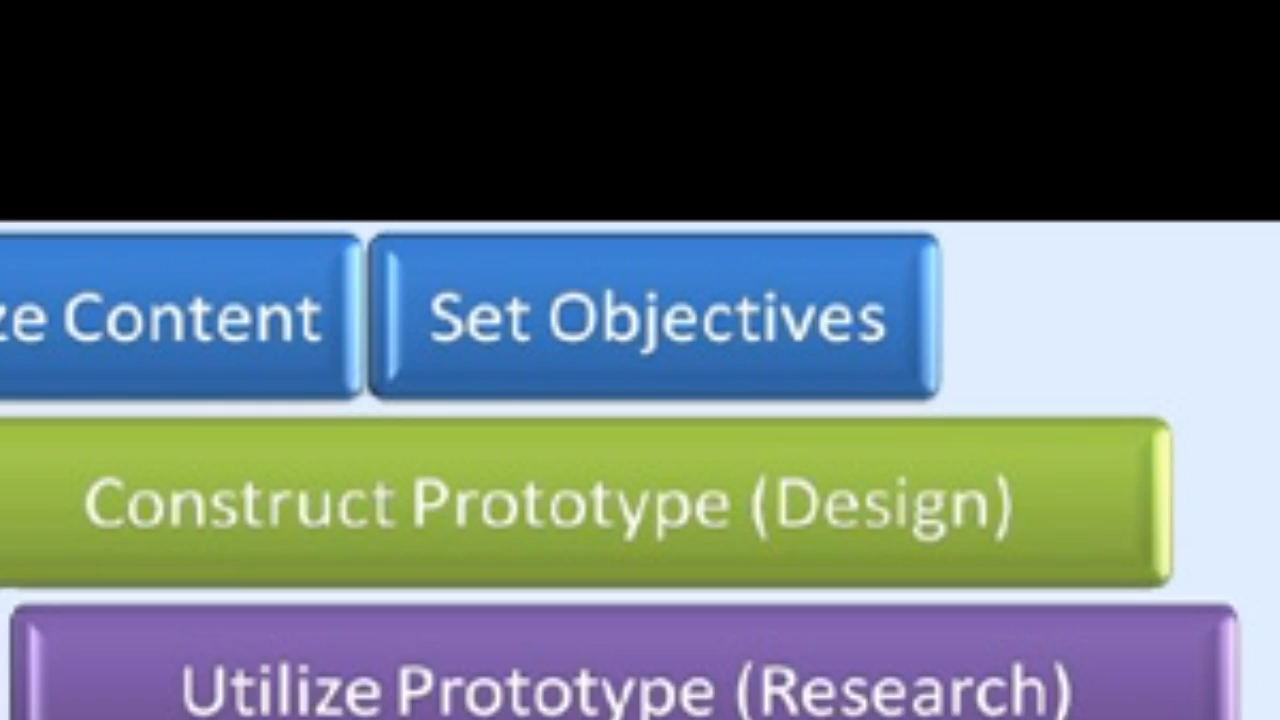 ze Content Set Objectives
Construct Prototype (Design)
Utilize Prototype (Research)